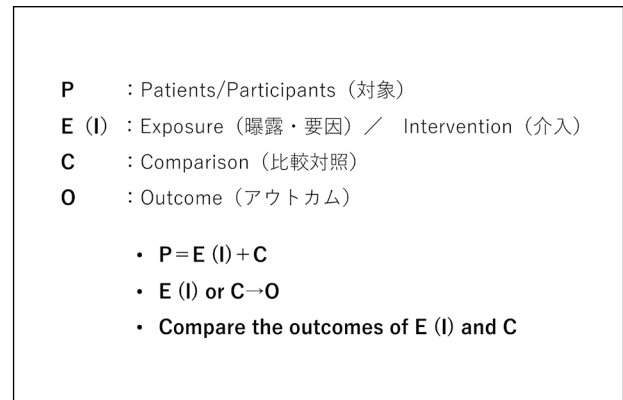 P ：Patients/Participants（対象）
E（I）：Exposure（曝露・要因）／ Intervention（介入）
C ：Comparison（比較対照）
O ：Outcome（アウトカム）
・ P＝E (I)＋C
・ E (I) or C→O
・ Compare the outcomes of E (I) and C